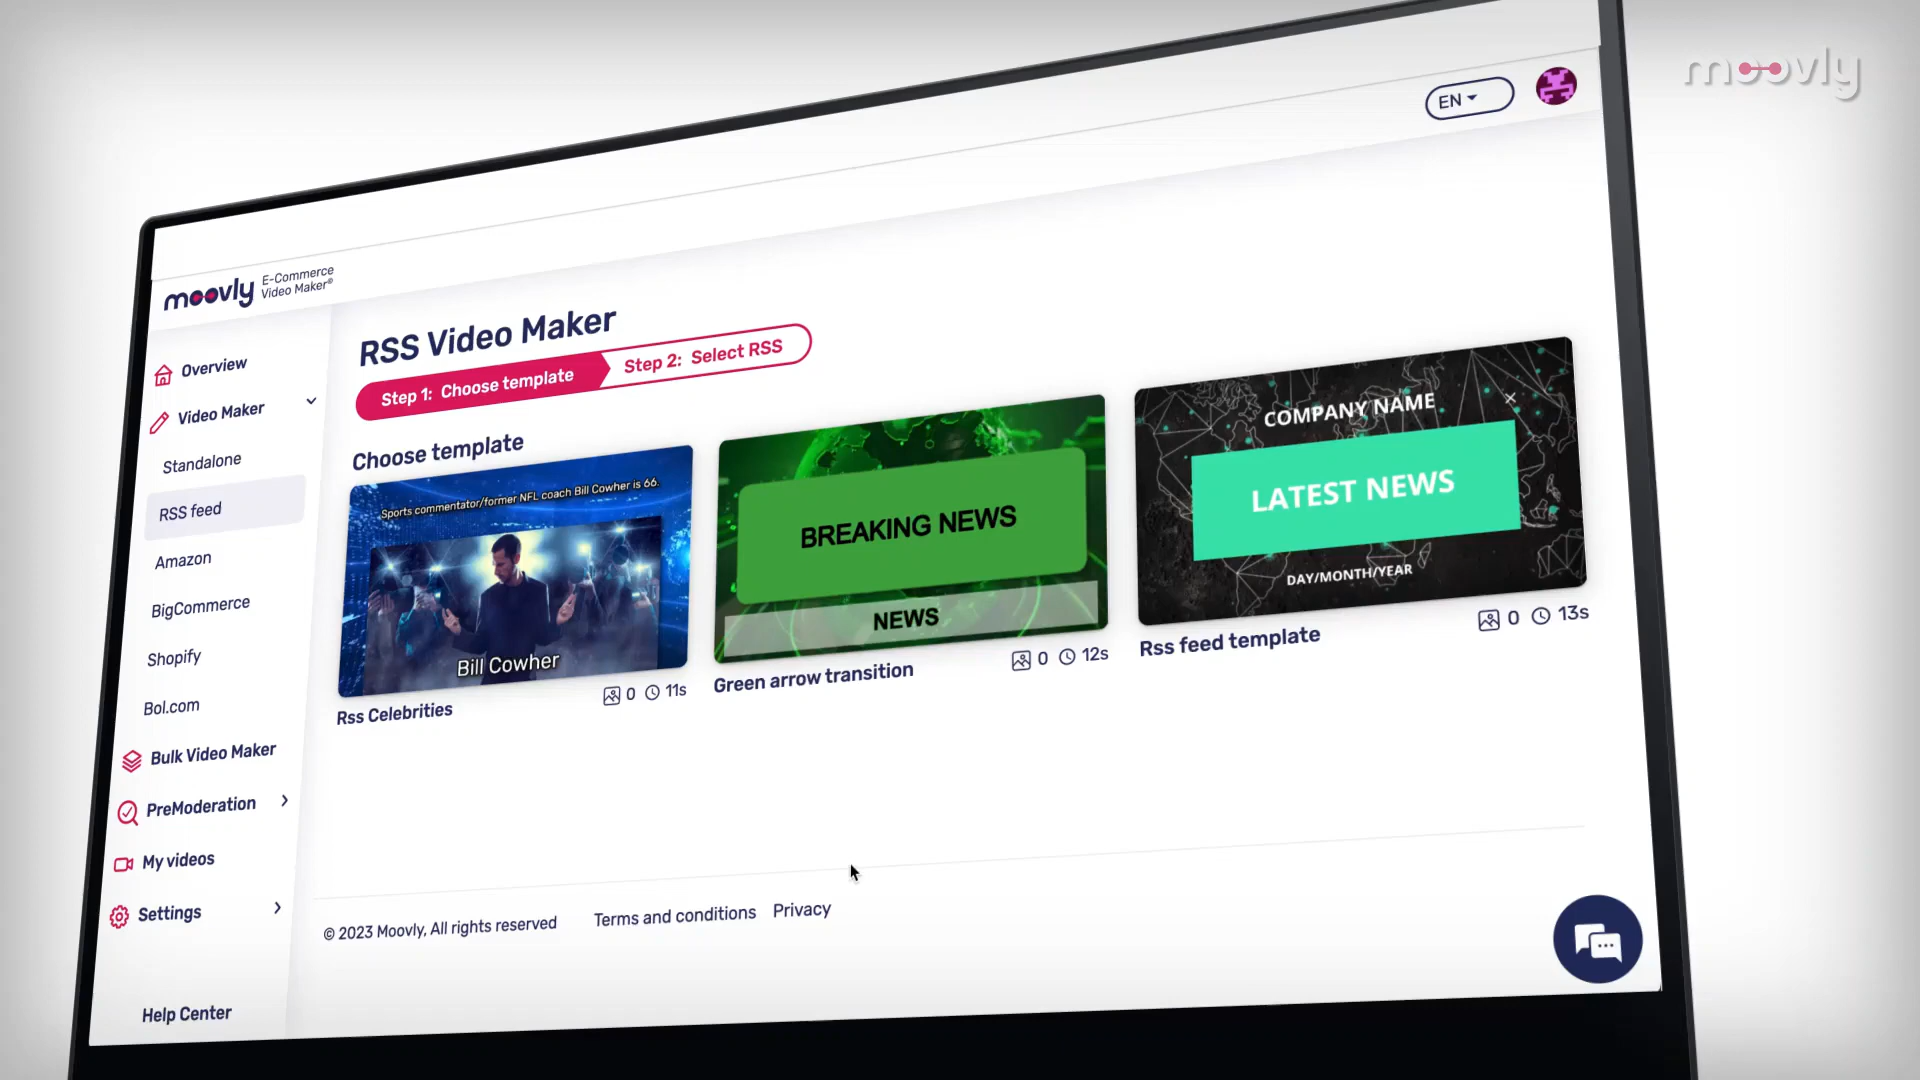 moovly
EN
moovly E-Commerce
Video Maker®
Overview
Video Maker
Standalone
RSS feed
Amazon
BigCommerce
Shopify
Bol.com
Bulk Video Maker
PreModeration
My videos
Settings
Help Center
RSS Video Maker
Step 1: Choose template
Step 2: Select RSS
Choose template
Sports commentator/former NFL coach Bill Cowher is 66.
Bill Cowher
Rss Celebrities
0 11s
BREAKING NEWS
NEWS
Green arrow transition
0 12s
COMPANY NAME
LATEST NEWS
DAY/MONTH/YEAR
Rss feed template
0 13s
© 2023 Moovly, All rights reserved
Terms and conditions
Privacy